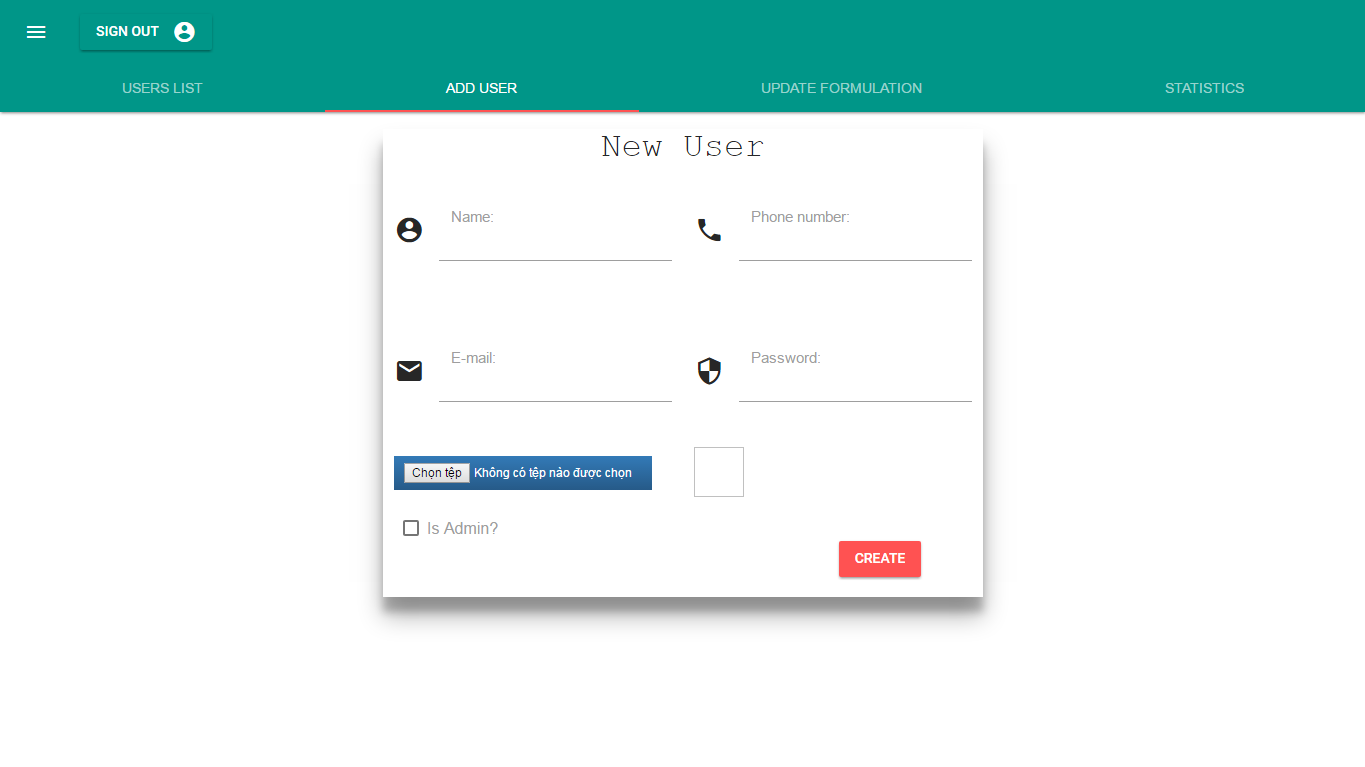 SIGN OUT
USERS LIST
ADD USER
UPDATE FORMULATION
STATISTICS
New User
Name:
Phone number:
E-mail:
Password:
Chọn tệp Không có tệp nào được chọn
Is Admin?
CREATE